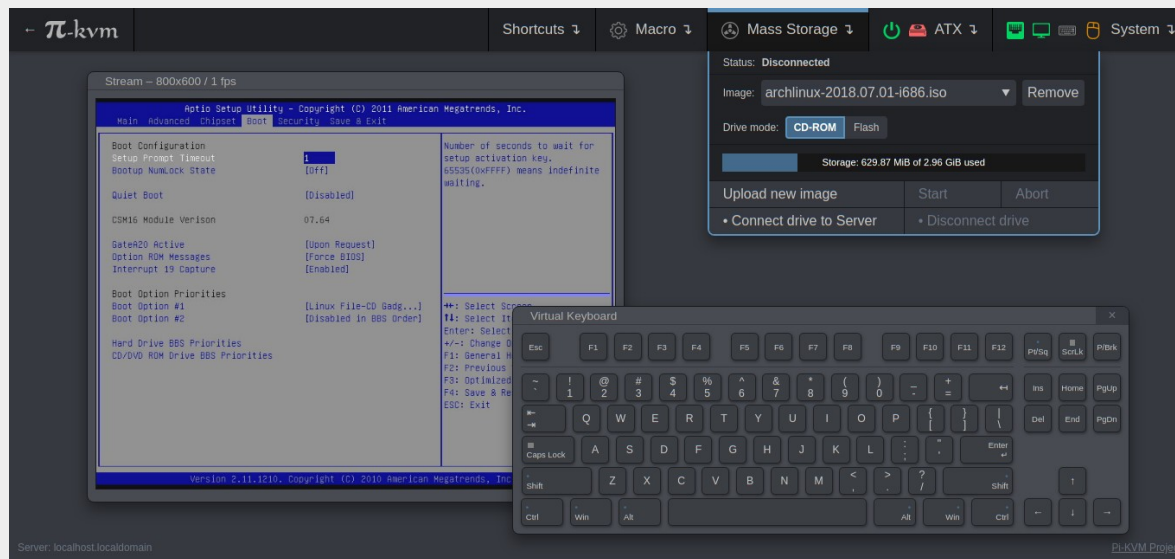 ← π-kvm
Shortcuts ↴ Macro ↴ Mass Storage ↴ ATX ↴ System ↴
Stream – 800x600 / 1 fps
Aptio Setup Utility - Copyright (C) 2011 American Megatrends, Inc.
Main Advanced Chipset Boot Security Save & Exit
Boot Configuration
Setup Prompt Timeout 1
Bootup NumLock State [Off]
Quiet Boot [Disabled]
CSM16 Module Verison 07.64
GateA20 Active [Upon Request]
Option ROM Messages [Force BIOS]
Interrupt 19 Capture [Enabled]
Boot Option Priorities
Boot Option #1 [Linux File-CD Gadg...]
Boot Option #2 [Disabled in BBS Order]
Hard Drive BBS Priorities
CD/DVD ROM Drive BBS Priorities
Number of seconds to wait for
setup activation key.
65535(0xFFFF) means indefinite
waiting.
→←: Select Screen
↑↓: Select It
Enter: Select
+/-: Change O
F1: General H
F2: Previous
F3: Optimized
F4: Save & Re
ESC: Exit
Version 2.11.1210. Copyright (C) 2010 American Megatrends, Inc
Status: Disconnected
Image: archlinux-2018.07.01-i686.iso ▼ Remove
Drive mode: CD-ROM Flash
Storage: 629.87 MiB of 2.96 GiB used
Upload new image Start Abort
• Connect drive to Server • Disconnect drive
Virtual Keyboard ×
Esc F1 F2 F3 F4 F5 F6 F7 F8 F9 F10 F11 F12 Pt/Sq ScrLk P/Brk
~ ! @ # $ % ^ & * ( ) _ +
` 1 2 3 4 5 6 7 8 9 0 - = ↤ Ins Home PgUp
⇤ { } |
⇥ Q W E R T Y U I O P [ ] \ Del End PgDn
Caps Lock A S D F G H J K L : ; " ' Enter ↵
Shift Z X C V B N M < , > . ? / Shift ↑
Ctrl Win Alt Alt Win Ctrl ← ↓ →
Server: localhost.localdomain
Pi-KVM Proje